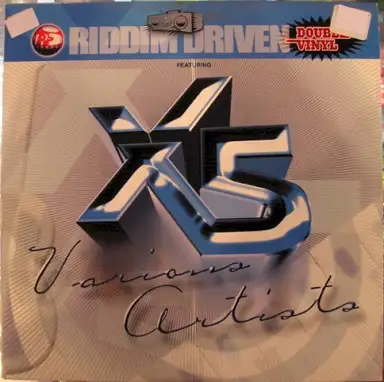 RIDDIM DRIVEN
DOUBLE
VINYL
FEATURING
X5
Various
Artists